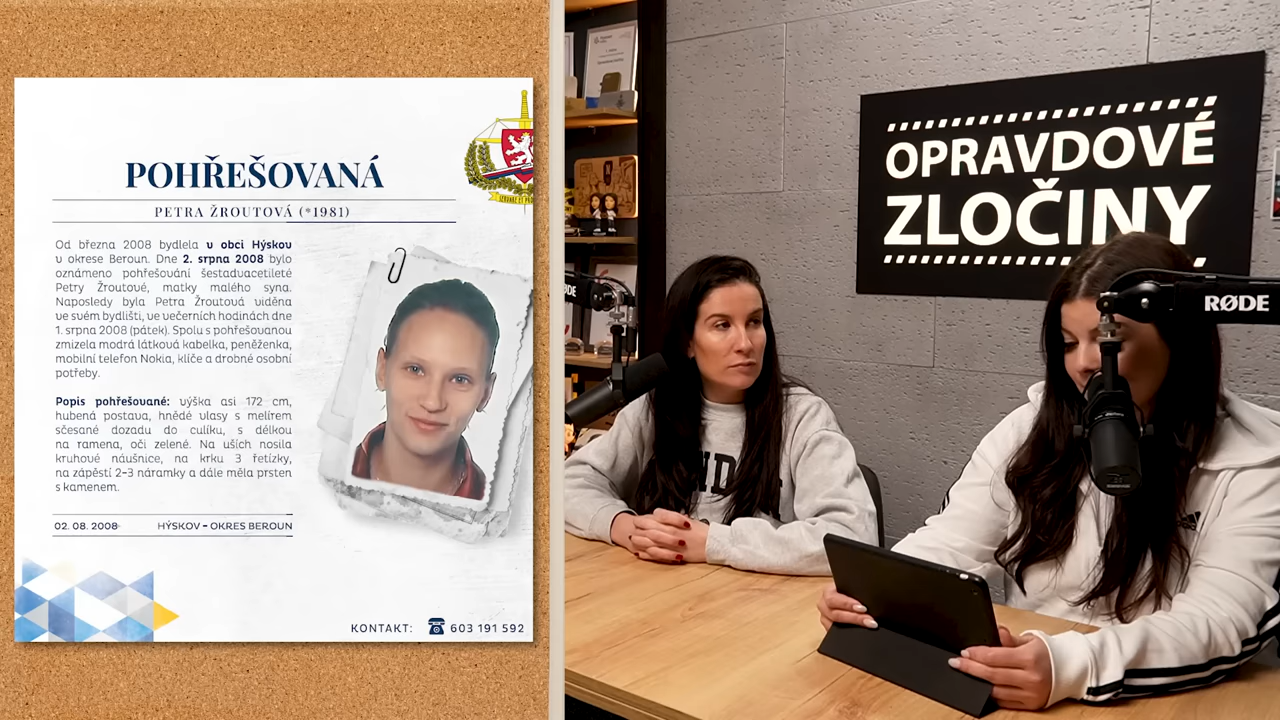 POHŘEŠOVANÁ
PETRA ŽROUTOVÁ (*1981)
Od března 2008 bydlela v obci Hýskov
v okrese Beroun. Dne 2. srpna 2008 bylo
oznámeno pohřešování šestadvacetileté
Petry Žroutové, matky malého syna.
Naposledy byla Petra Žroutová viděna
ve svém bydlišti, ve večerních hodinách dne
1. srpna 2008 (pátek). Spolu s pohřešovanou
zmizela modrá látková kabelka, peněženka,
mobilní telefon Nokia, klíče a drobné osobní
potřeby.
Popis pohřešované: výška asi 172 cm,
hubená postava, hnědé vlasy s melírem
sčesané dozadu do culíku, s délkou
na ramena, oči zelené. Na uších nosila
kruhové náušnice, na krku 3 řetízky,
na zápěstí 2-3 náramky a dále měla prsten
s kamenem.
02. 08. 2008
HÝSKOV - OKRES BEROUN
KONTAKT: 603 191 592
OPRAVDOVÉ
ZLOČINY
RØDE